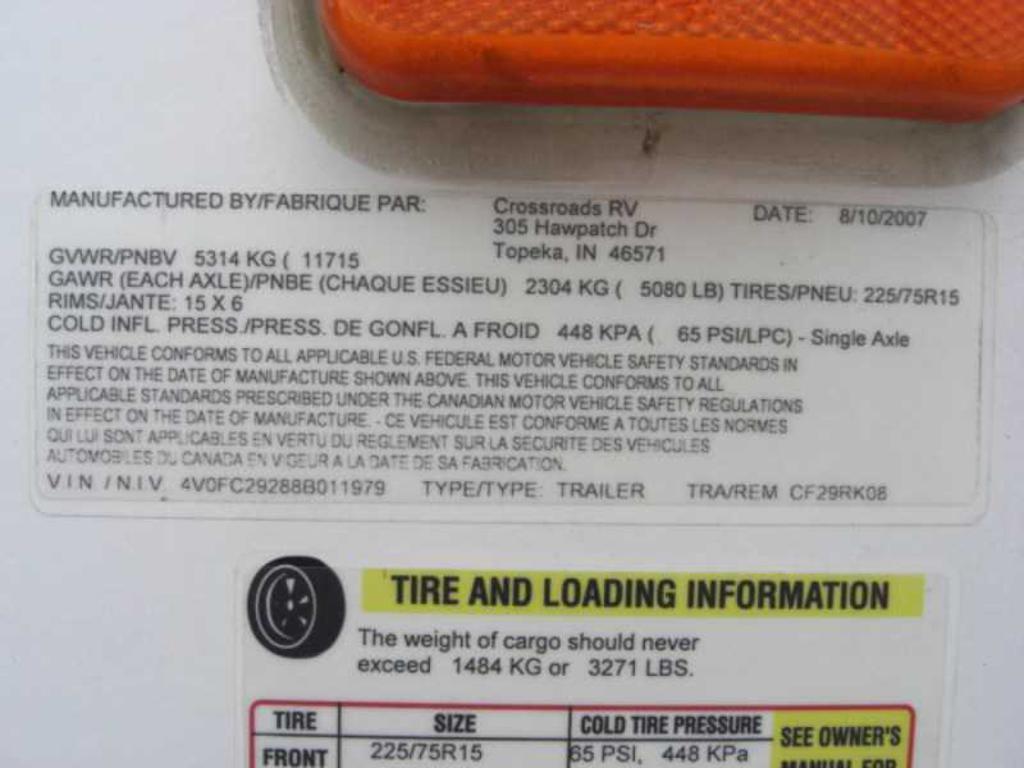 MANUFACTURED BY/FABRIQUE PAR: Crossroads RV DATE: 8/10/2007
305 Hawpatch Dr
Topeka, IN 46571
GVWR/PNBV 5314 KG ( 11715
GAWR (EACH AXLE)/PNBE (CHAQUE ESSIEU) 2304 KG ( 5080 LB) TIRES/PNEU: 225/75R15
RIMS/JANTE: 15 X 6
COLD INFL. PRESS./PRESS. DE GONFL. A FROID 448 KPA ( 65 PSI/LPC) - Single Axle
THIS VEHICLE CONFORMS TO ALL APPLICABLE U.S. FEDERAL MOTOR VEHICLE SAFETY STANDARDS IN
EFFECT ON THE DATE OF MANUFACTURE SHOWN ABOVE. THIS VEHICLE CONFORMS TO ALL
APPLICABLE STANDARDS PRESCRIBED UNDER THE CANADIAN MOTOR VEHICLE SAFETY REGULATIONS
IN EFFECT ON THE DATE OF MANUFACTURE. - CE VEHICULE EST CONFORME A TOUTES LES NORMES
QUI LUI SONT APPLICABLES EN VERTU DU REGLEMENT SUR LA SECURITE DES VEHICULES
AUTOMOBILES DU CANADA EN VIGEUR A LA DATE DE SA FABRICATION.
V I N / N.I.V. 4V0FC29288B011979 TYPE/TYPE: TRAILER TRA/REM CF29RK08
TIRE AND LOADING INFORMATION
The weight of cargo should never
exceed 1484 KG or 3271 LBS.
TIRE SIZE COLD TIRE PRESSURE SEE OWNER'S
FRONT 225/75R15 65 PSI, 448 KPa MANUAL FOR